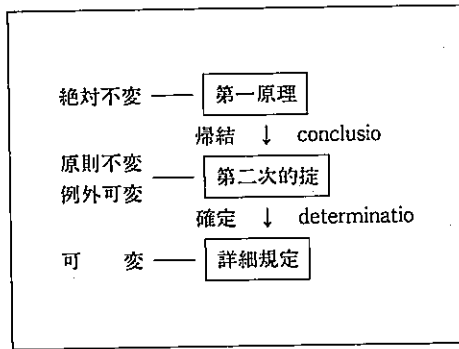 絶対不変 第一原理
帰結 ↓ conclusio
原則不変
例外可変 第二次的掟
確定 ↓ determinatio
可 変 詳細規定